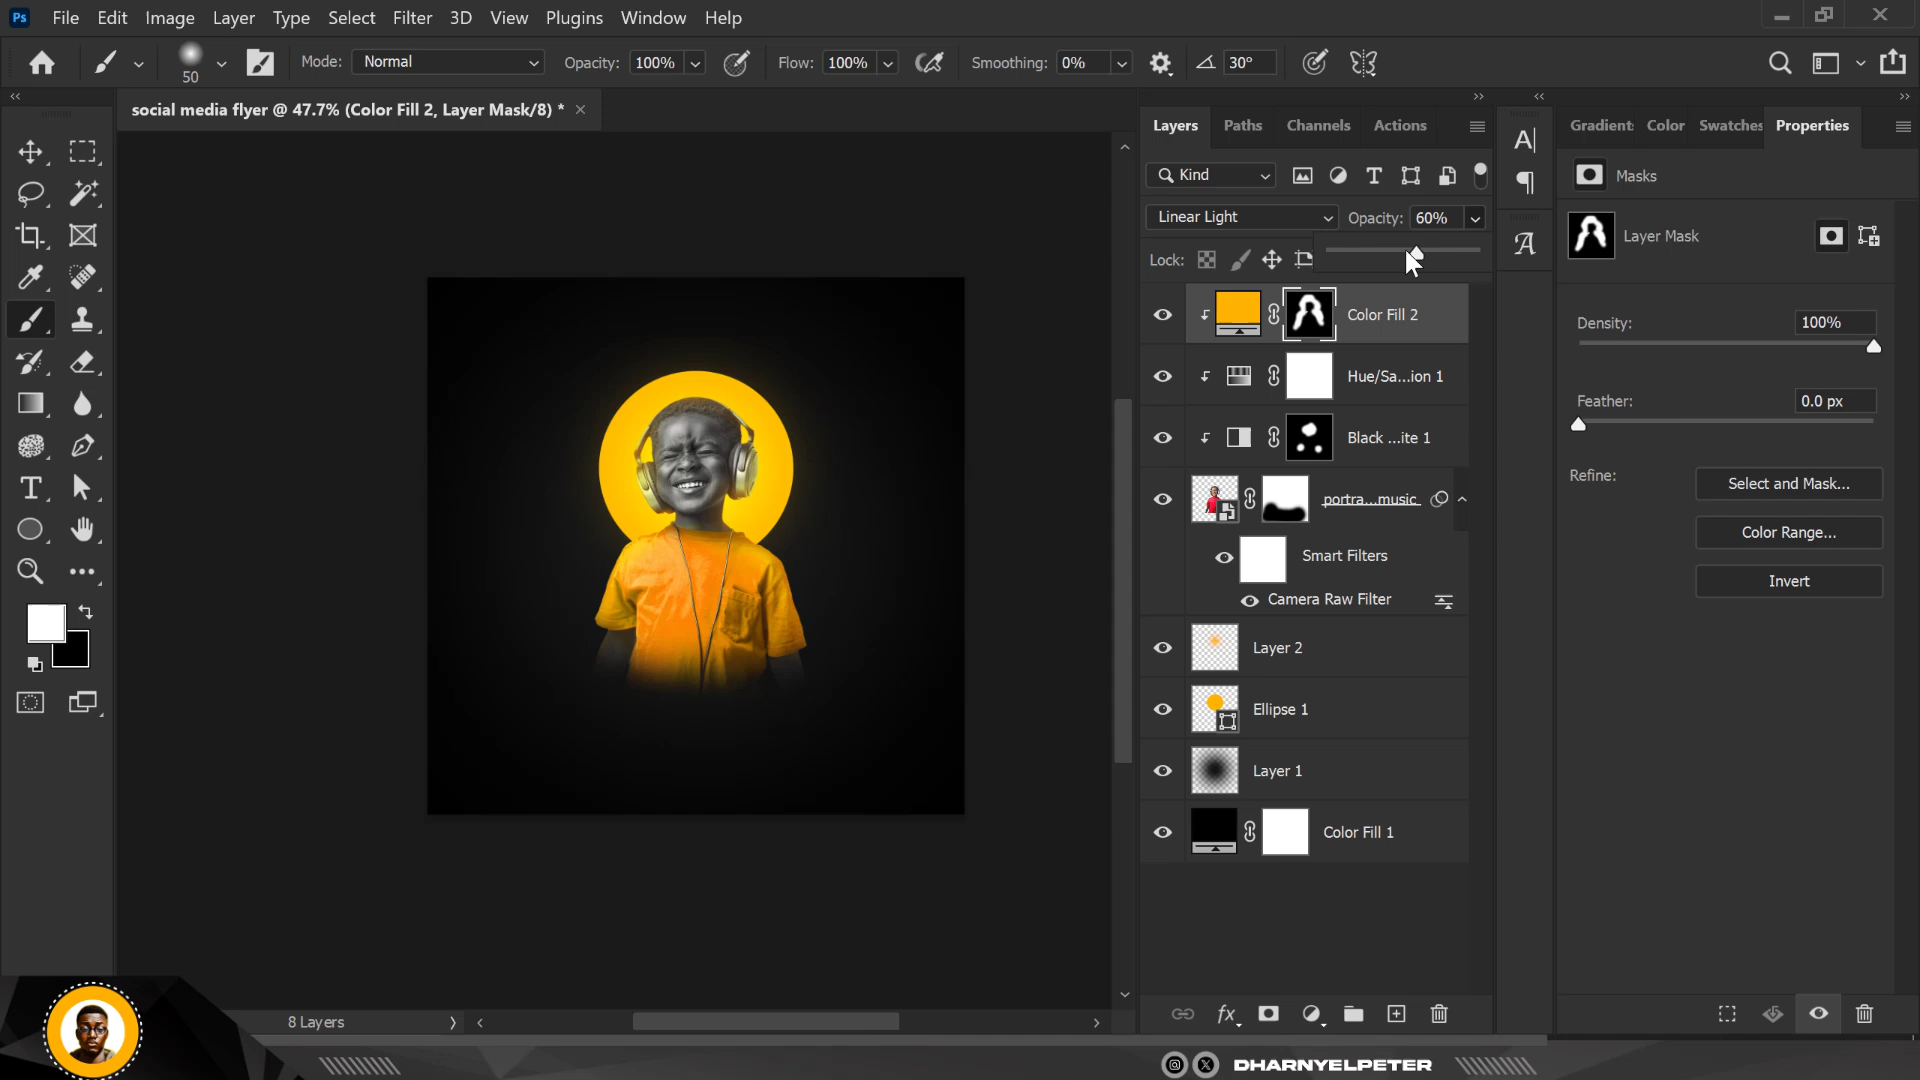 Ps File Edit Image Layer Type Select Filter 3D View Plugins Window Help
50 Mode: Normal Opacity: 100% Flow: 100% Smoothing: 0% 30°
social media flyer @ 47.7% (Color Fill 2, Layer Mask/8) *
Layers Paths Channels Actions
Gradient Color Swatches Properties
Kind
Masks
Linear Light Opacity: 60%
Layer Mask
Lock:
Color Fill 2
Density: 100%
Hue/Sa...ion 1
Feather: 0.0 px
Black ...ite 1
Refine: Select and Mask...
portra...music
Color Range...
Smart Filters
Invert
Camera Raw Filter
Layer 2
Ellipse 1
Layer 1
Color Fill 1
8 Layers
fx
DHARNYELPETER